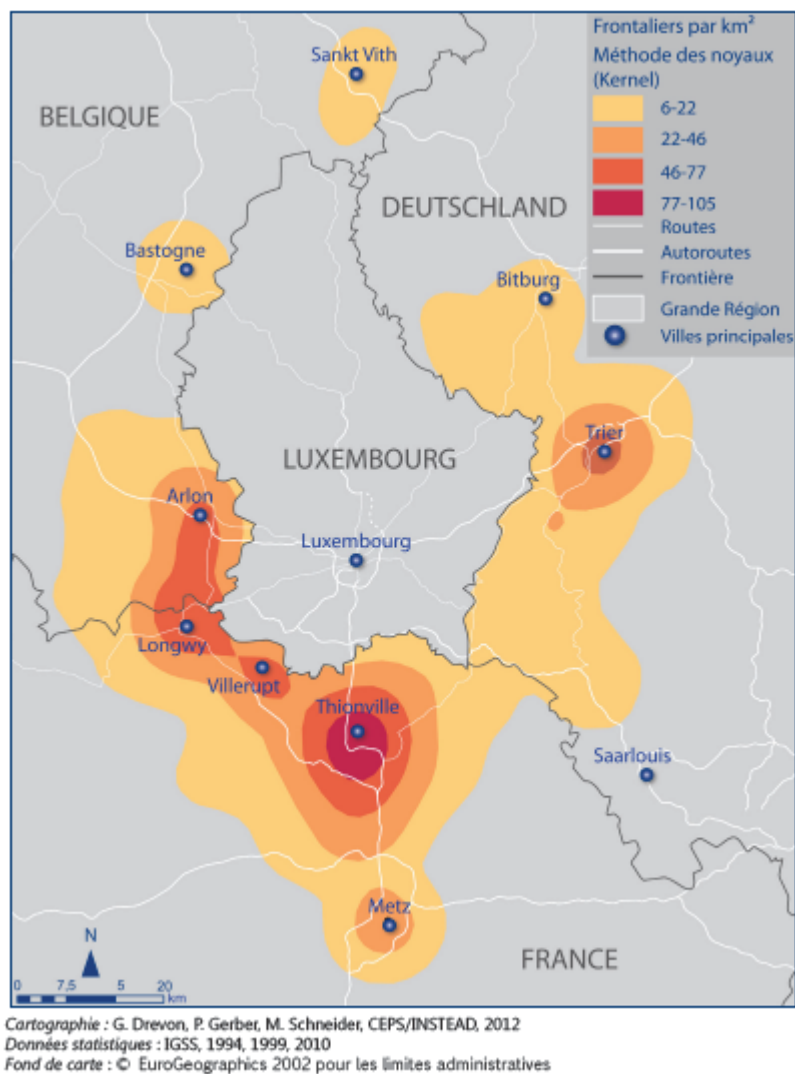 Frontaliers par km²
Méthode des noyaux
(Kernel)
6-22
22-46
46-77
77-105
Routes
Autoroutes
Frontière
Grande Région
Villes principales
Sankt Vith
BELGIQUE
DEUTSCHLAND
Bastogne
Bitburg
Trier
LUXEMBOURG
Arlon
Luxembourg
Longwy
Villerupt
Thionville
Saarlouis
Metz
FRANCE
N
0 7,5 5 20
km
Cartographie : G. Drevon, P. Gerber, M. Schneider, CEPS/INSTEAD, 2012
Données statistiques : IGSS, 1994, 1999, 2010
Fond de carte : © EuroGeographics 2002 pour les limites administratives